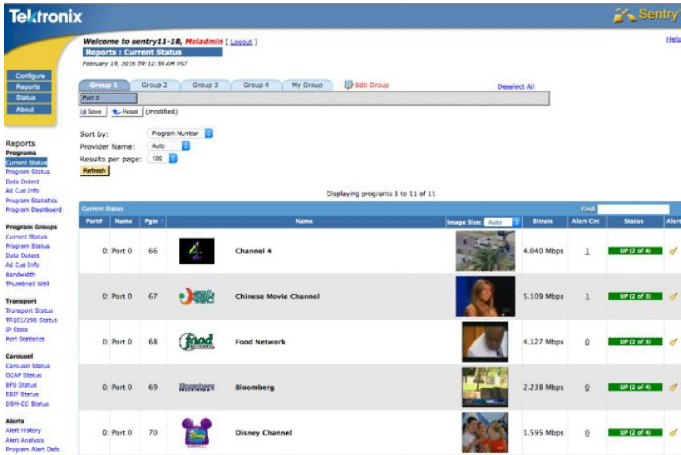 Tektronix
Sentry
Welcome to sentry11-18, Msiadmin [ Logout ]
Help
Reports : Current Status
February 19, 2016 09:12:39 AM PST
Configure
Reports
Status
About
Group 1 Group 2 Group 3 Group 4 My Group Edit Group Deselect All
Port 0
Save Reset (modified)
Sort by: Program Number
Provider Name: Auto
Results per page: 100
Refresh
Displaying programs 1 to 11 of 11
Reports
Programs
Current Status
Program Status
Data Detect
Ad Cue Info
Program Statistics
Program Dashboard
Program Groups
Current Status
Program Status
Data Detect
Ad Cue Info
Bandwidth
Thumbnail Wall
Transport
Transport Status
TR101/290 Status
IP Stats
Port Statistics
Carousel
Carousel Status
OCAP Status
BFS Status
EBIF Status
DSM-CC Status
Alerts
Alert History
Alert Analysis
Program Alert Defs
Current Status Find:
Port# Name Pgm Name Image Size: Auto Bitrate Alert Cnt Status Alert
0: Port 0 66 4 Channel 4 4.040 Mbps 1 UP (2 of 4)
0: Port 0 67 Chinese Movie Channel 5.109 Mbps 1 UP (2 of 3)
0: Port 0 68 food Food Network 4.127 Mbps 0
0: Port 0 69 Bloomberg Bloomberg 2.238 Mbps 0 UP (2 of 4)
0: Port 0 70 Disney Disney Channel 1.595 Mbps 0 UP (2 of 4)